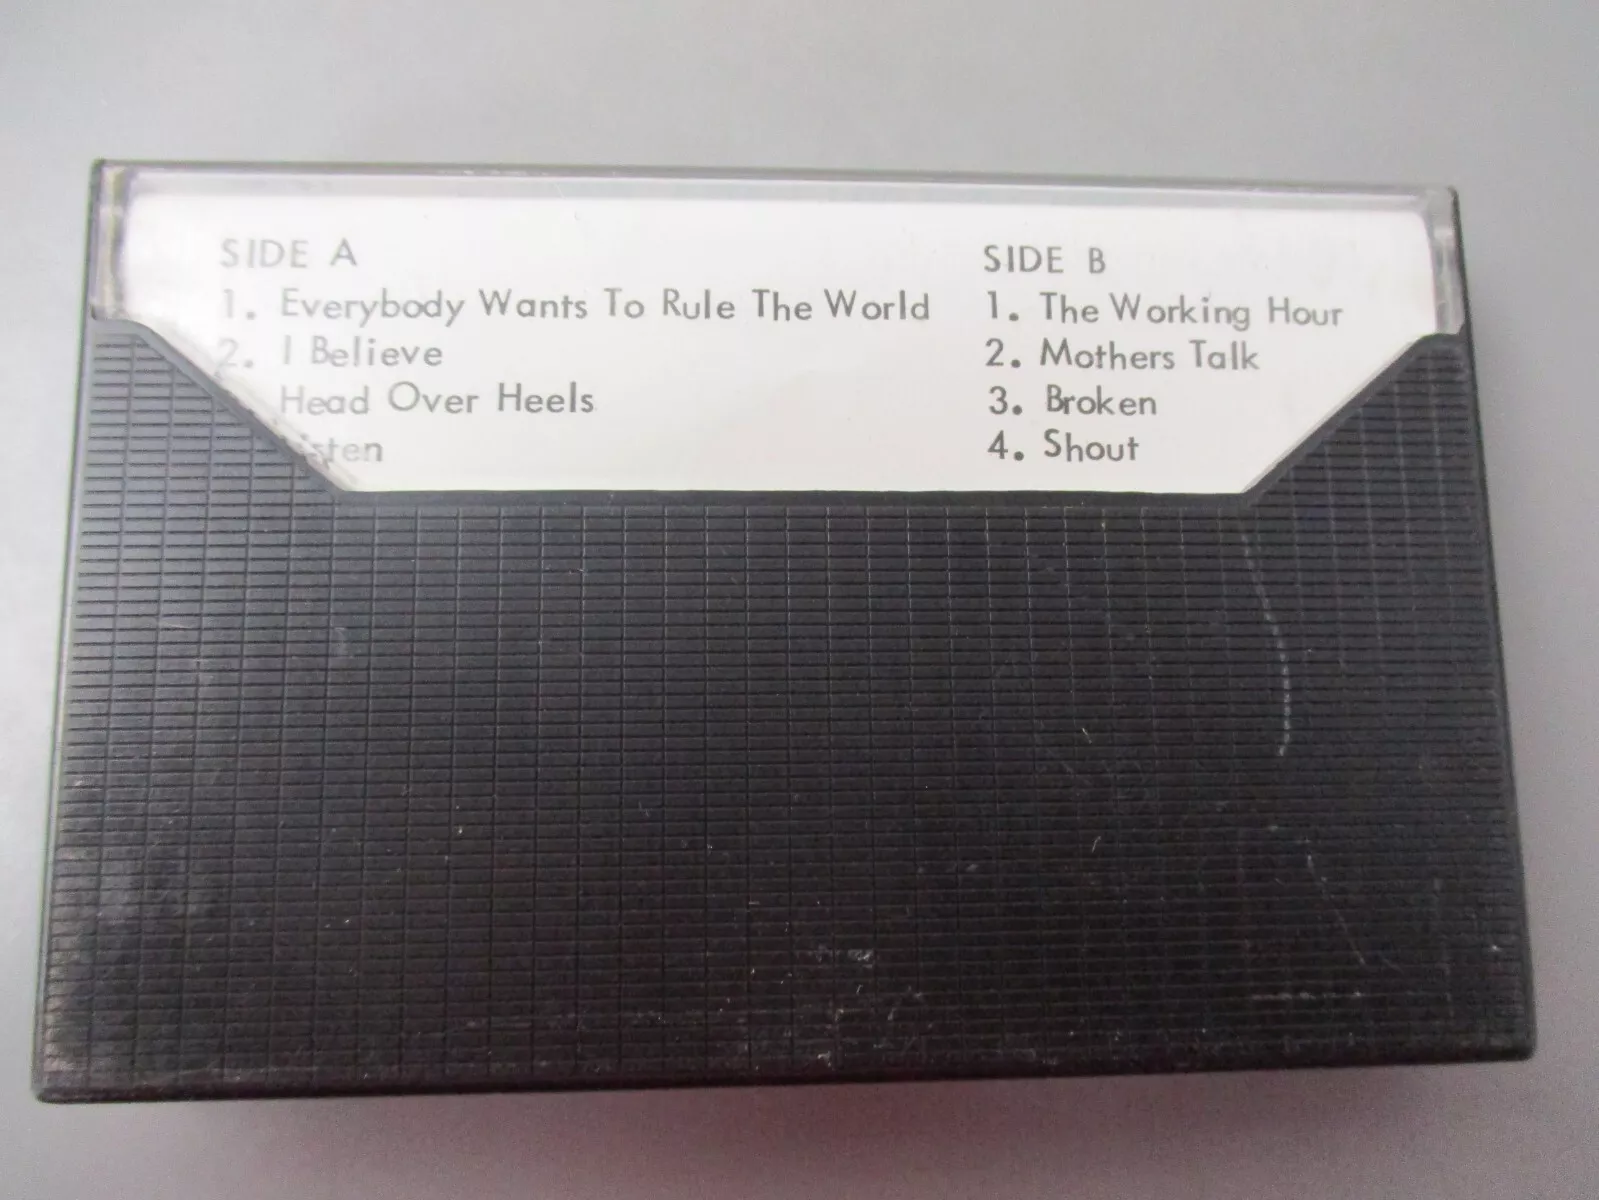 SIDE A
1. Everybody Wants To Rule The World
2. I Believe
Head Over Heels
isten
SIDE B
1. The Working Hour
2. Mothers Talk
3. Broken
4. Shout